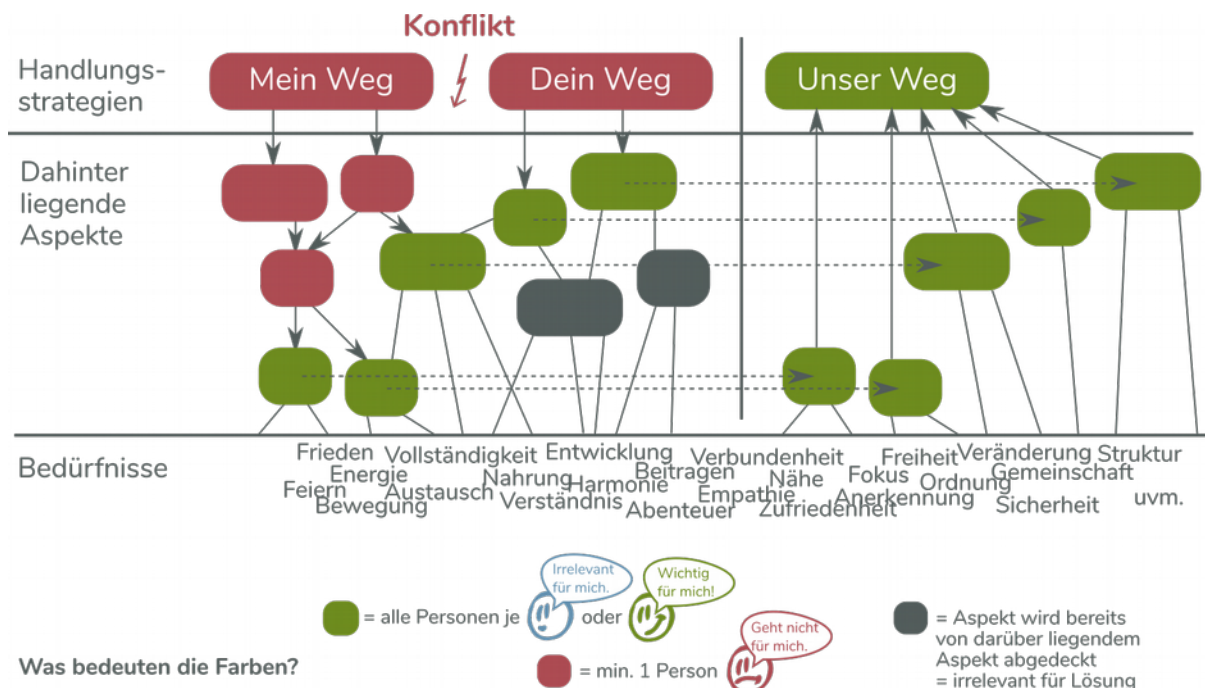 Konflikt
Handlungs-
strategien
Mein Weg
Dein Weg
Unser Weg
Dahinter
liegende
Aspekte
Bedürfnisse
Frieden
Energie
Feiern
Bewegung
Vollständigkeit
Austausch
Nahrung
Verständnis
Entwicklung
Harmonie
Beitragen
Abenteuer
Verbundenheit
Empathie
Nähe
Zufriedenheit
Fokus
Anerkennung
Freiheit
Ordnung
Veränderung
Gemeinschaft
Sicherheit
Struktur
uvm.
Irrelevant
für mich.
Wichtig
für mich!
= alle Personen je
oder
Geht nicht
für mich.
= min. 1 Person
= Aspekt wird bereits
von darüber liegendem
Aspekt abgedeckt
= irrelevant für Lösung
Was bedeuten die Farben?